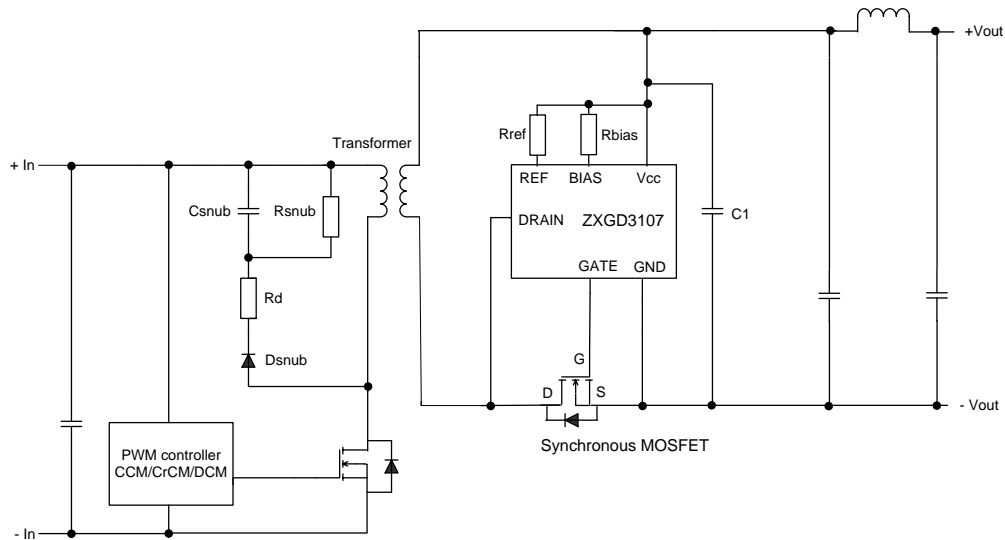 +Vout
Rref
Rbias
Transformer
+ In
REF BIAS Vcc
Csnub
Rsnub
DRAIN ZXGD3107
C1
GATE GND
Rd
Dsnub
G
D
S
- Vout
Synchronous MOSFET
PWM controller
CCM/CrCM/DCM
- In